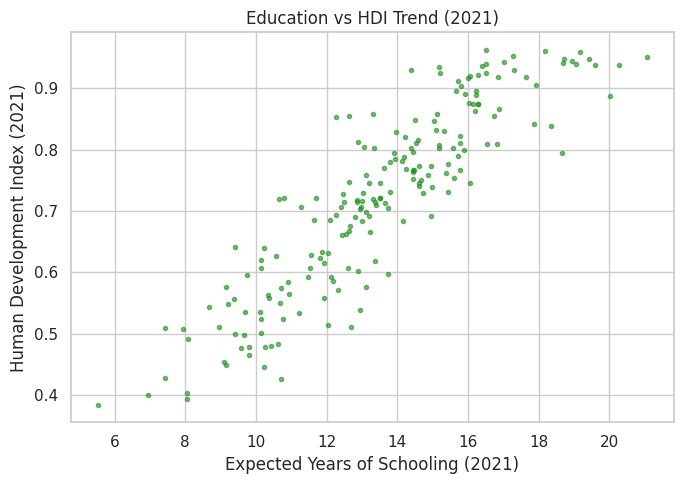 Education vs HDI Trend (2021)
Human Development Index (2021)
0.9
0.8
0.7
0.6
0.5
0.4
6 8 10 12 14 16 18 20
Expected Years of Schooling (2021)